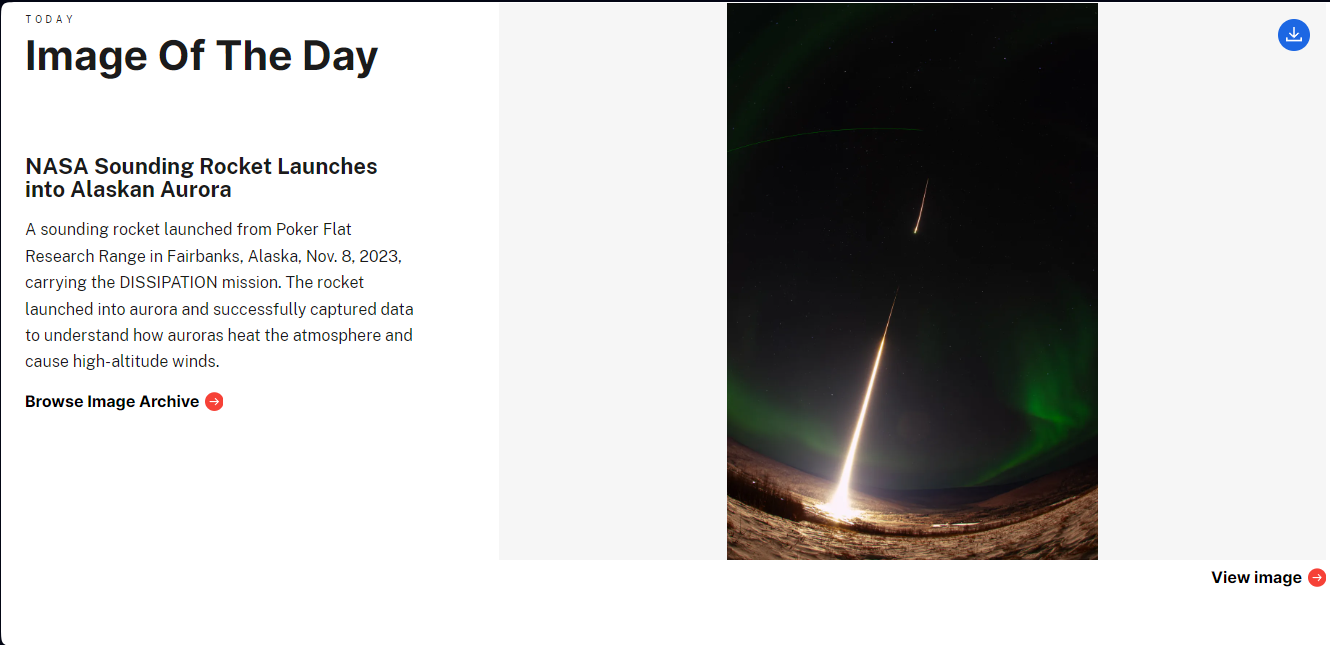 TODAY
Image Of The Day
NASA Sounding Rocket Launches
into Alaskan Aurora
A sounding rocket launched from Poker Flat
Research Range in Fairbanks, Alaska, Nov. 8, 2023,
carrying the DISSIPATION mission. The rocket
launched into aurora and successfully captured data
to understand how auroras heat the atmosphere and
cause high-altitude winds.
Browse Image Archive
View image